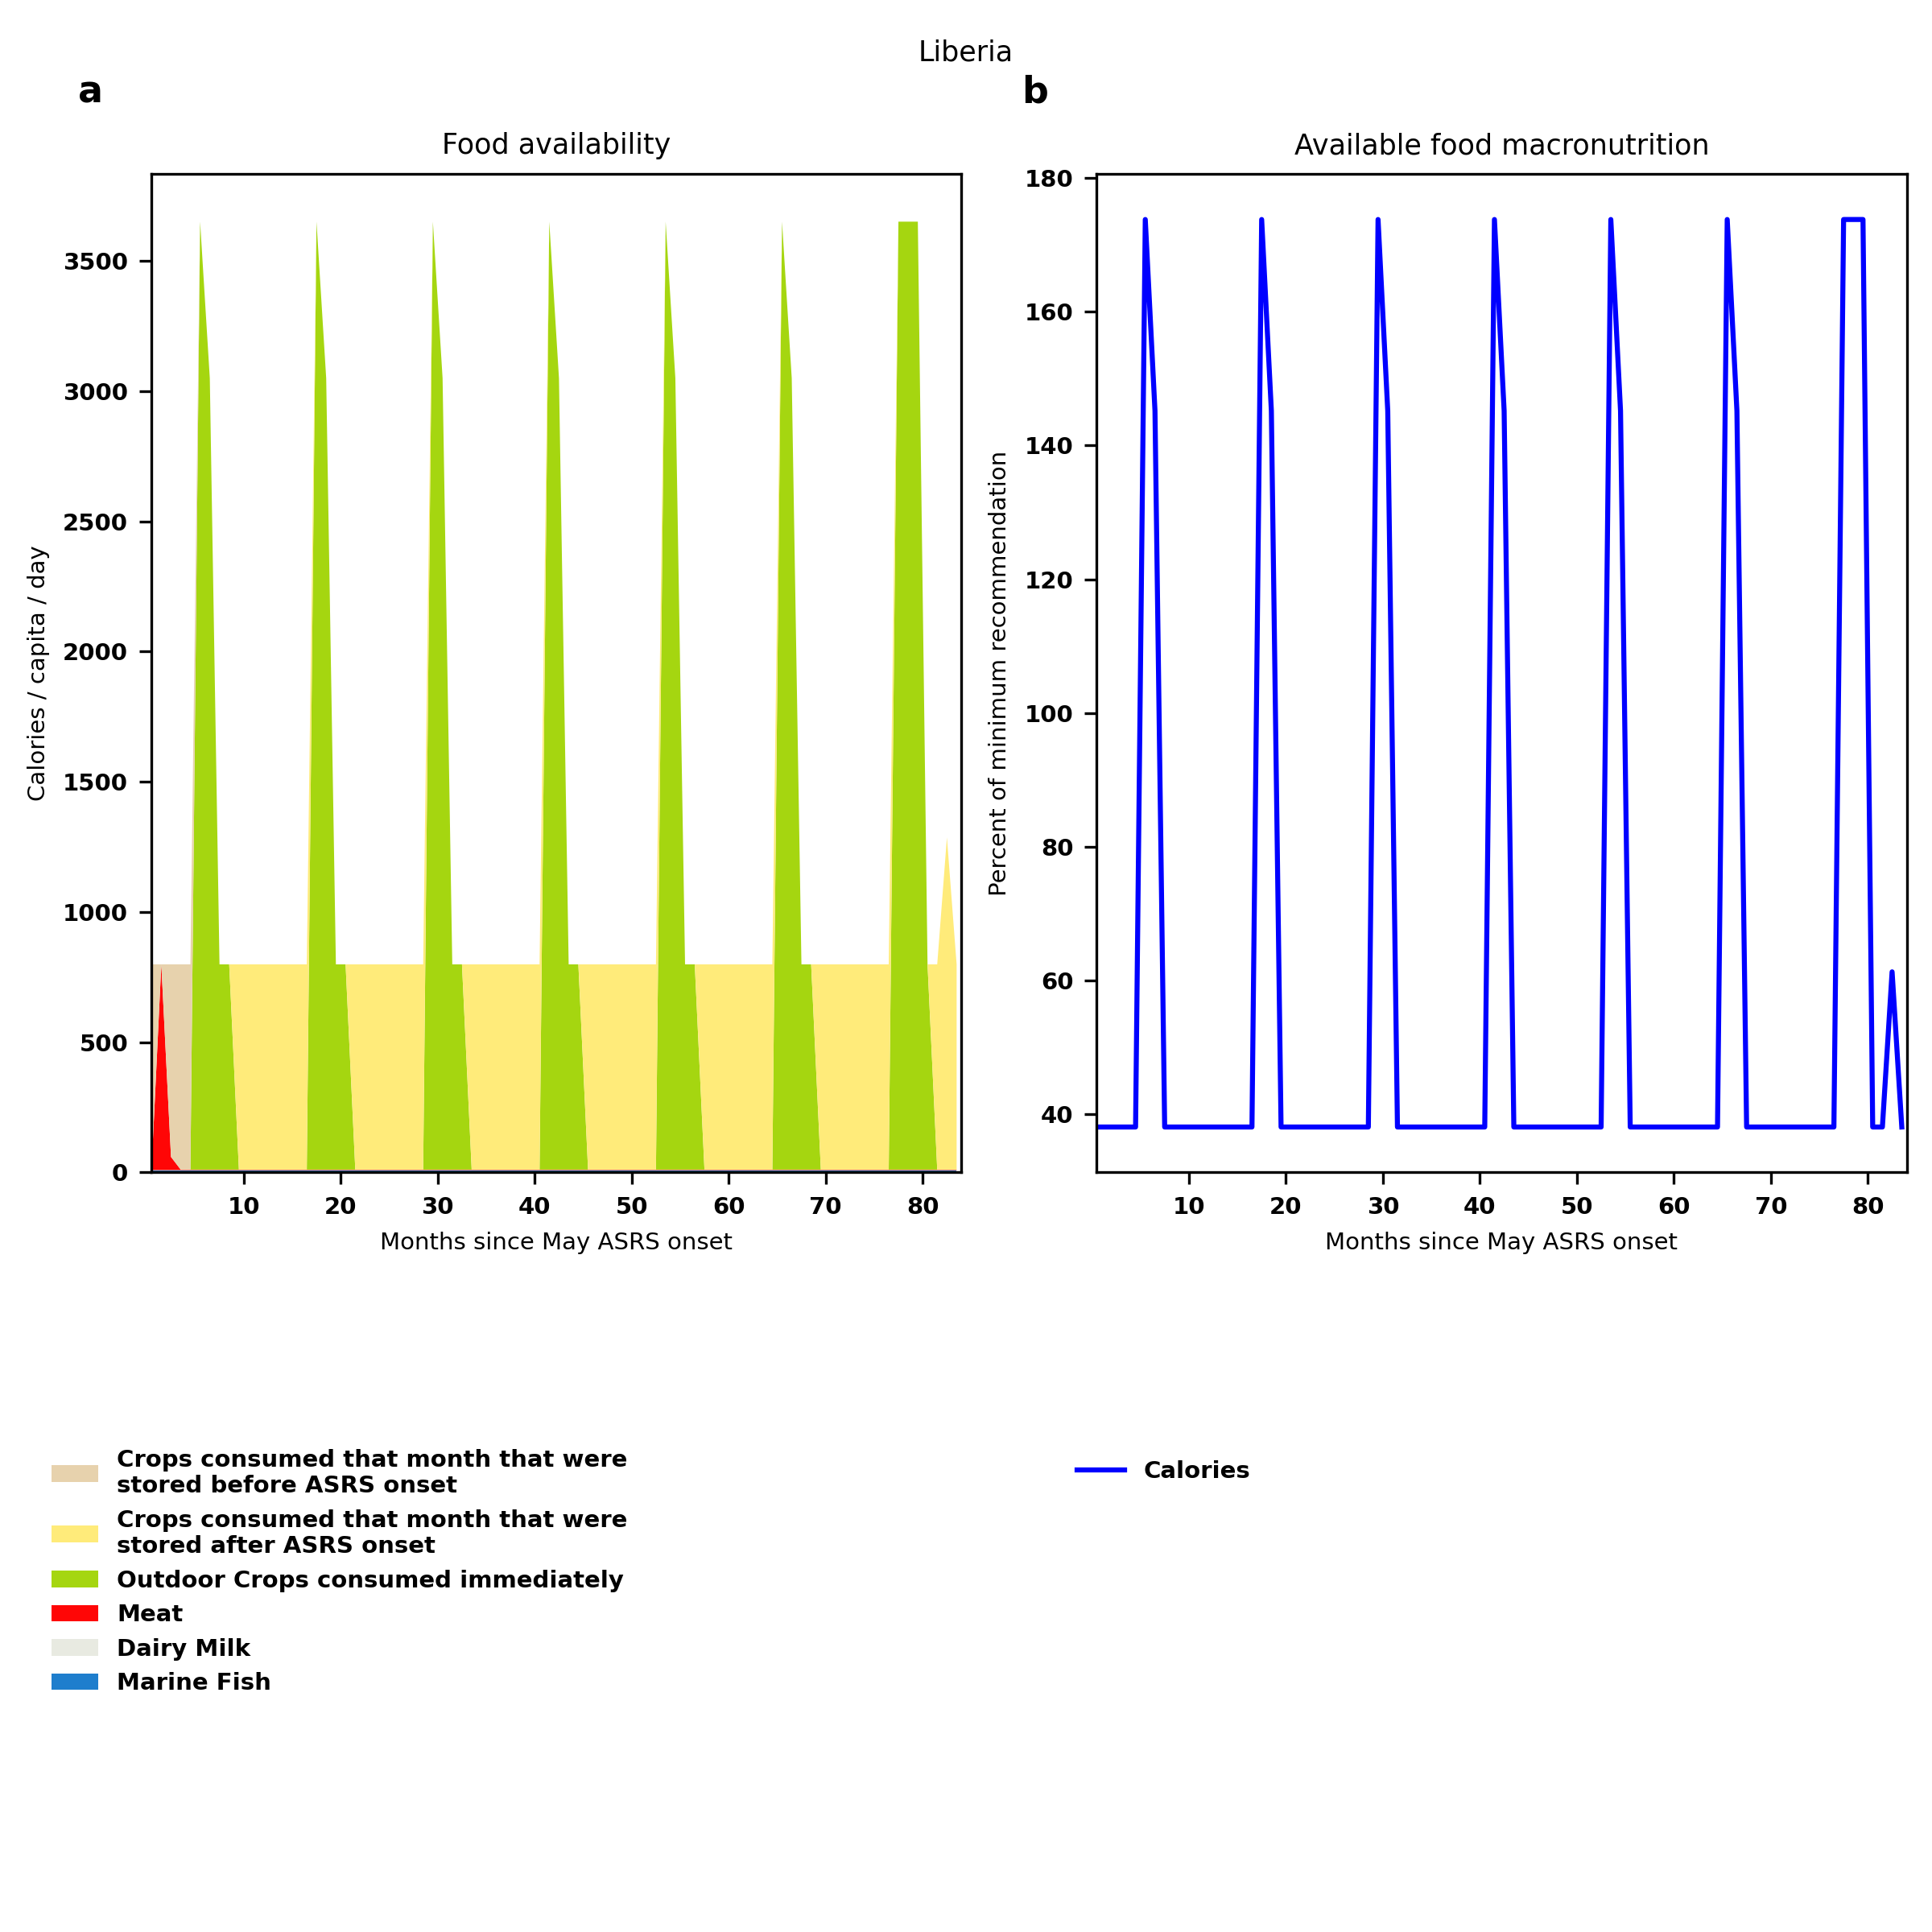 Liberia
a
b
Food availability
Available food macronutrition
Calories / capita / day
3500
3000
2500
2000
1500
1000
500
0
10 20 30 40 50 60 70 80
Months since May ASRS onset
Percent of minimum recommendation
180
160
140
120
100
80
60
40
10 20 30 40 50 60 70 80
Months since May ASRS onset
Crops consumed that month that were
stored before ASRS onset
Crops consumed that month that were
stored after ASRS onset
Outdoor Crops consumed immediately
Meat
Dairy Milk
Marine Fish
Calories